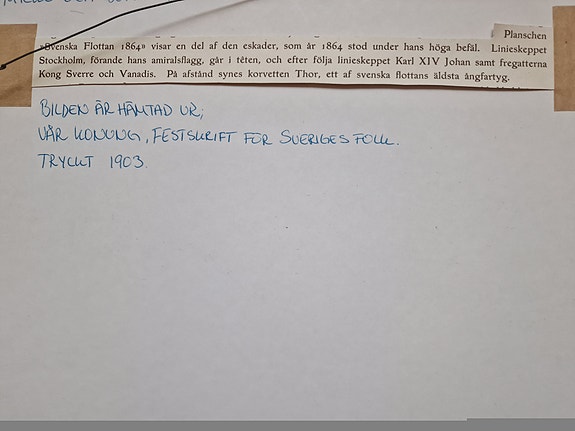 Planschen
»Svenska Flottan 1864» visar en del af den eskader, som år 1864 stod under hans höga befäl. Linieskeppet
Stockholm, förande hans amiralsflagg, går i têten, och efter följa linieskeppet Karl XIV Johan samt fregatterna
Kong Sverre och Vanadis. På afstånd synes korvetten Thor, ett af svenska flottans äldsta ångfartyg.
BILDEN ÄR HÄMTAD UR;
VÅR KONUNG, FESTSKRIFT FÖR SVERIGES FOLK.
TRYCKT 1903.